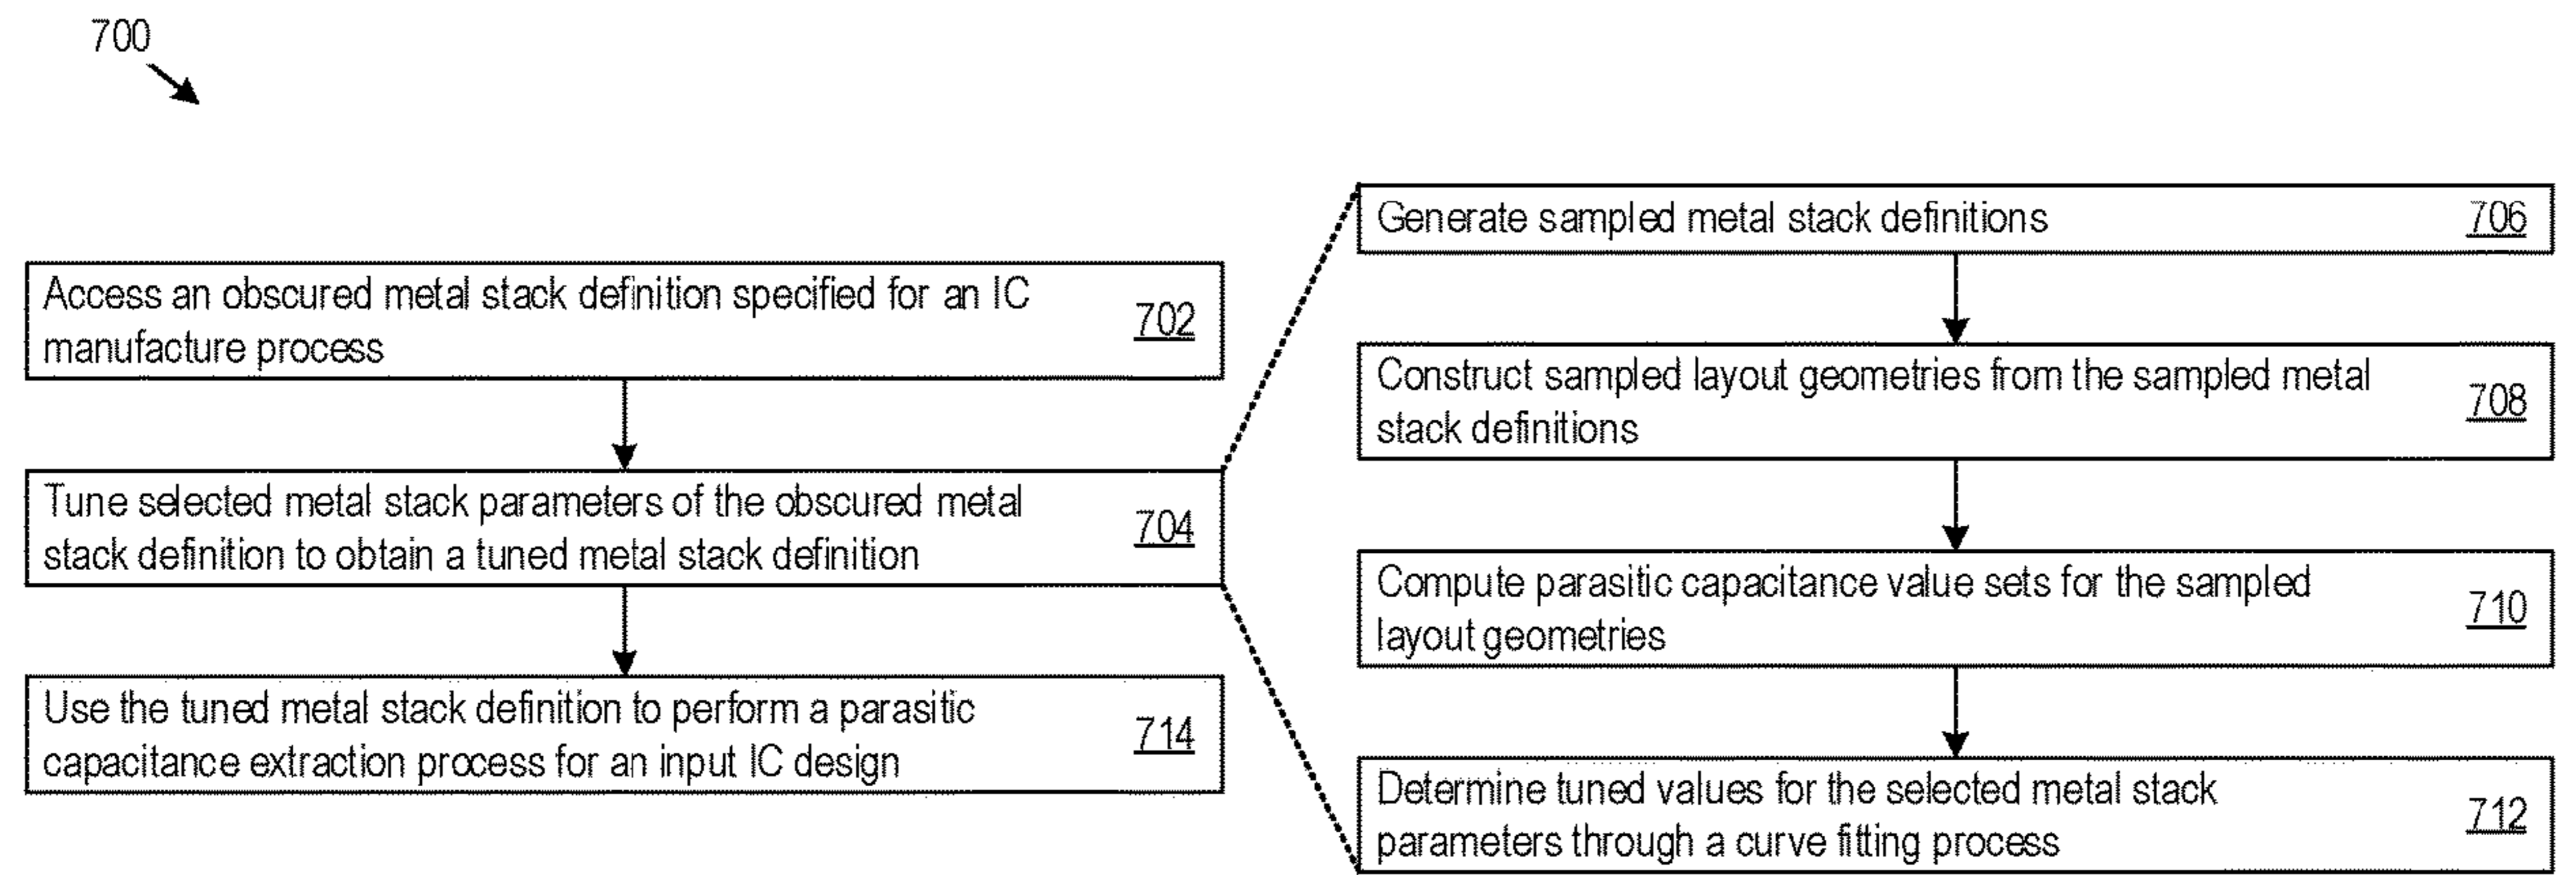 700
Access an obscured metal stack definition specified for an IC
manufacture process
702
Tune selected metal stack parameters of the obscured metal
stack definition to obtain a tuned metal stack definition
704
Use the tuned metal stack definition to perform a parasitic
capacitance extraction process for an input IC design
714
Generate sampled metal stack definitions
706
Construct sampled layout geometries from the sampled metal
stack definitions
708
Compute parasitic capacitance value sets for the sampled
layout geometries
710
Determine tuned values for the selected metal stack
parameters through a curve fitting process
712